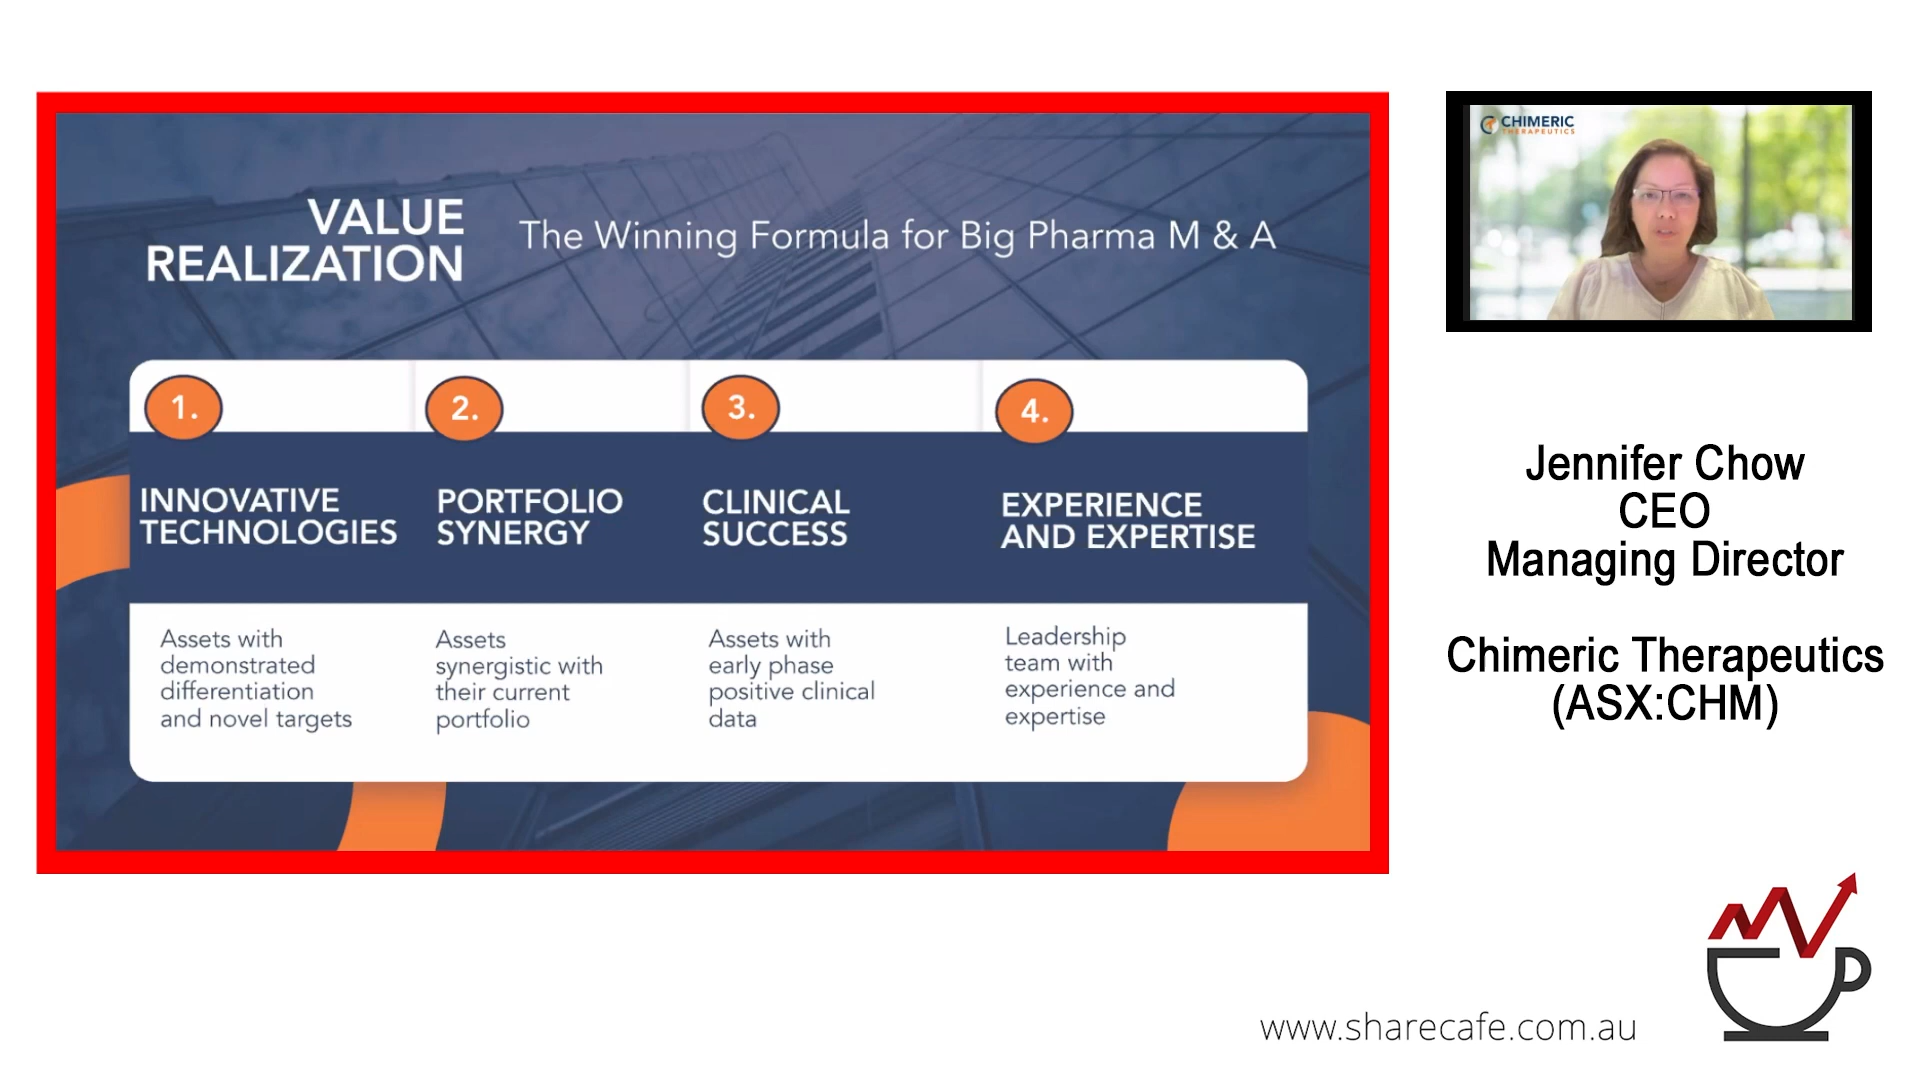 VALUE
REALIZATION
The Winning Formula for Big Pharma M & A
1.
2.
3.
4.
INNOVATIVE
TECHNOLOGIES
PORTFOLIO
SYNERGY
CLINICAL
SUCCESS
EXPERIENCE
AND EXPERTISE
Assets with
demonstrated
differentiation
and novel targets
Assets
synergistic with
their current
portfolio
Assets with
early phase
positive clinical
data
Leadership
team with
experience and
expertise
CHIMERIC
THERAPEUTICS
Jennifer Chow
CEO
Managing Director
Chimeric Therapeutics
(ASX:CHM)
www.sharecafe.com.au